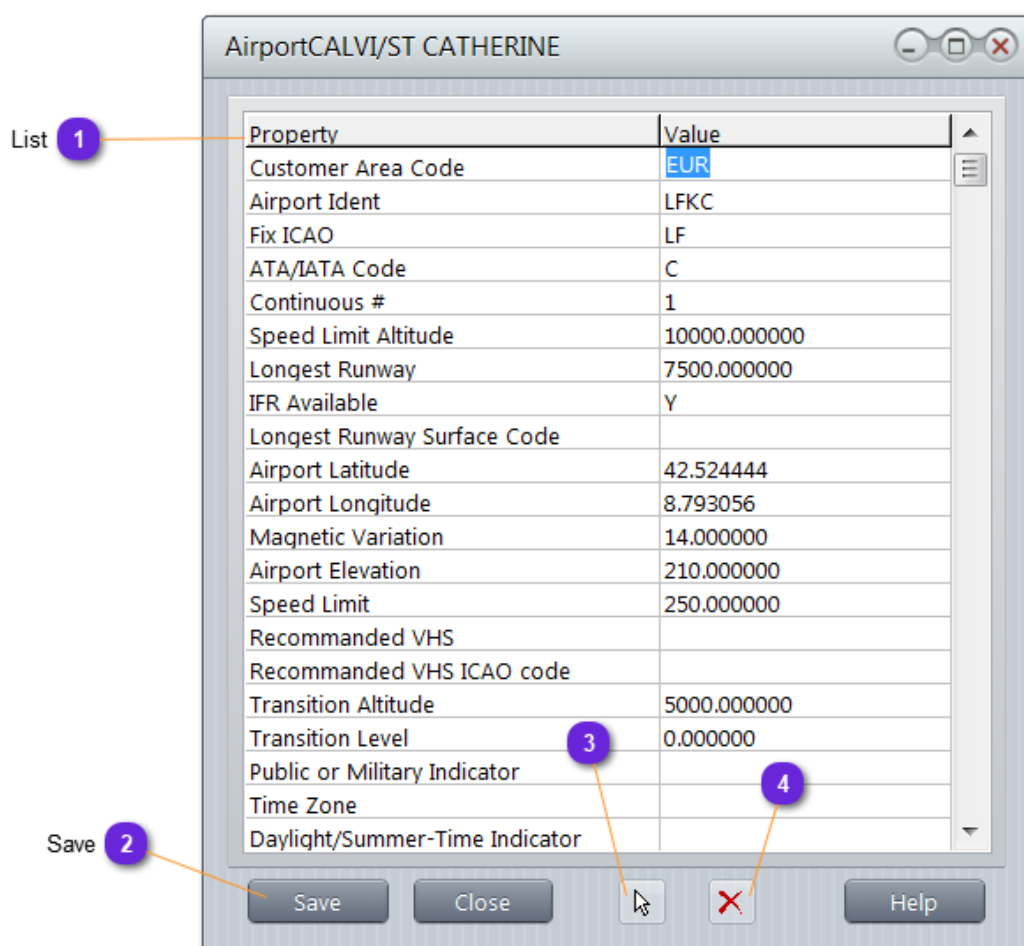 AirportCALVI/ST CATHERINE
List 1
Property Value
Customer Area Code EUR
Airport Ident LFKC
Fix ICAO LF
ATA/IATA Code C
Continuous # 1
Speed Limit Altitude 10000.000000
Longest Runway 7500.000000
IFR Available Y
Longest Runway Surface Code
Airport Latitude 42.524444
Airport Longitude 8.793056
Magnetic Variation 14.000000
Airport Elevation 210.000000
Speed Limit 250.000000
Recommanded VHS
Recommanded VHS ICAO code
Transition Altitude 5000.000000
Transition Level 0.000000
3
Public or Military Indicator
4
Time Zone
Daylight/Summer-Time Indicator
Save 2
Save Close Help